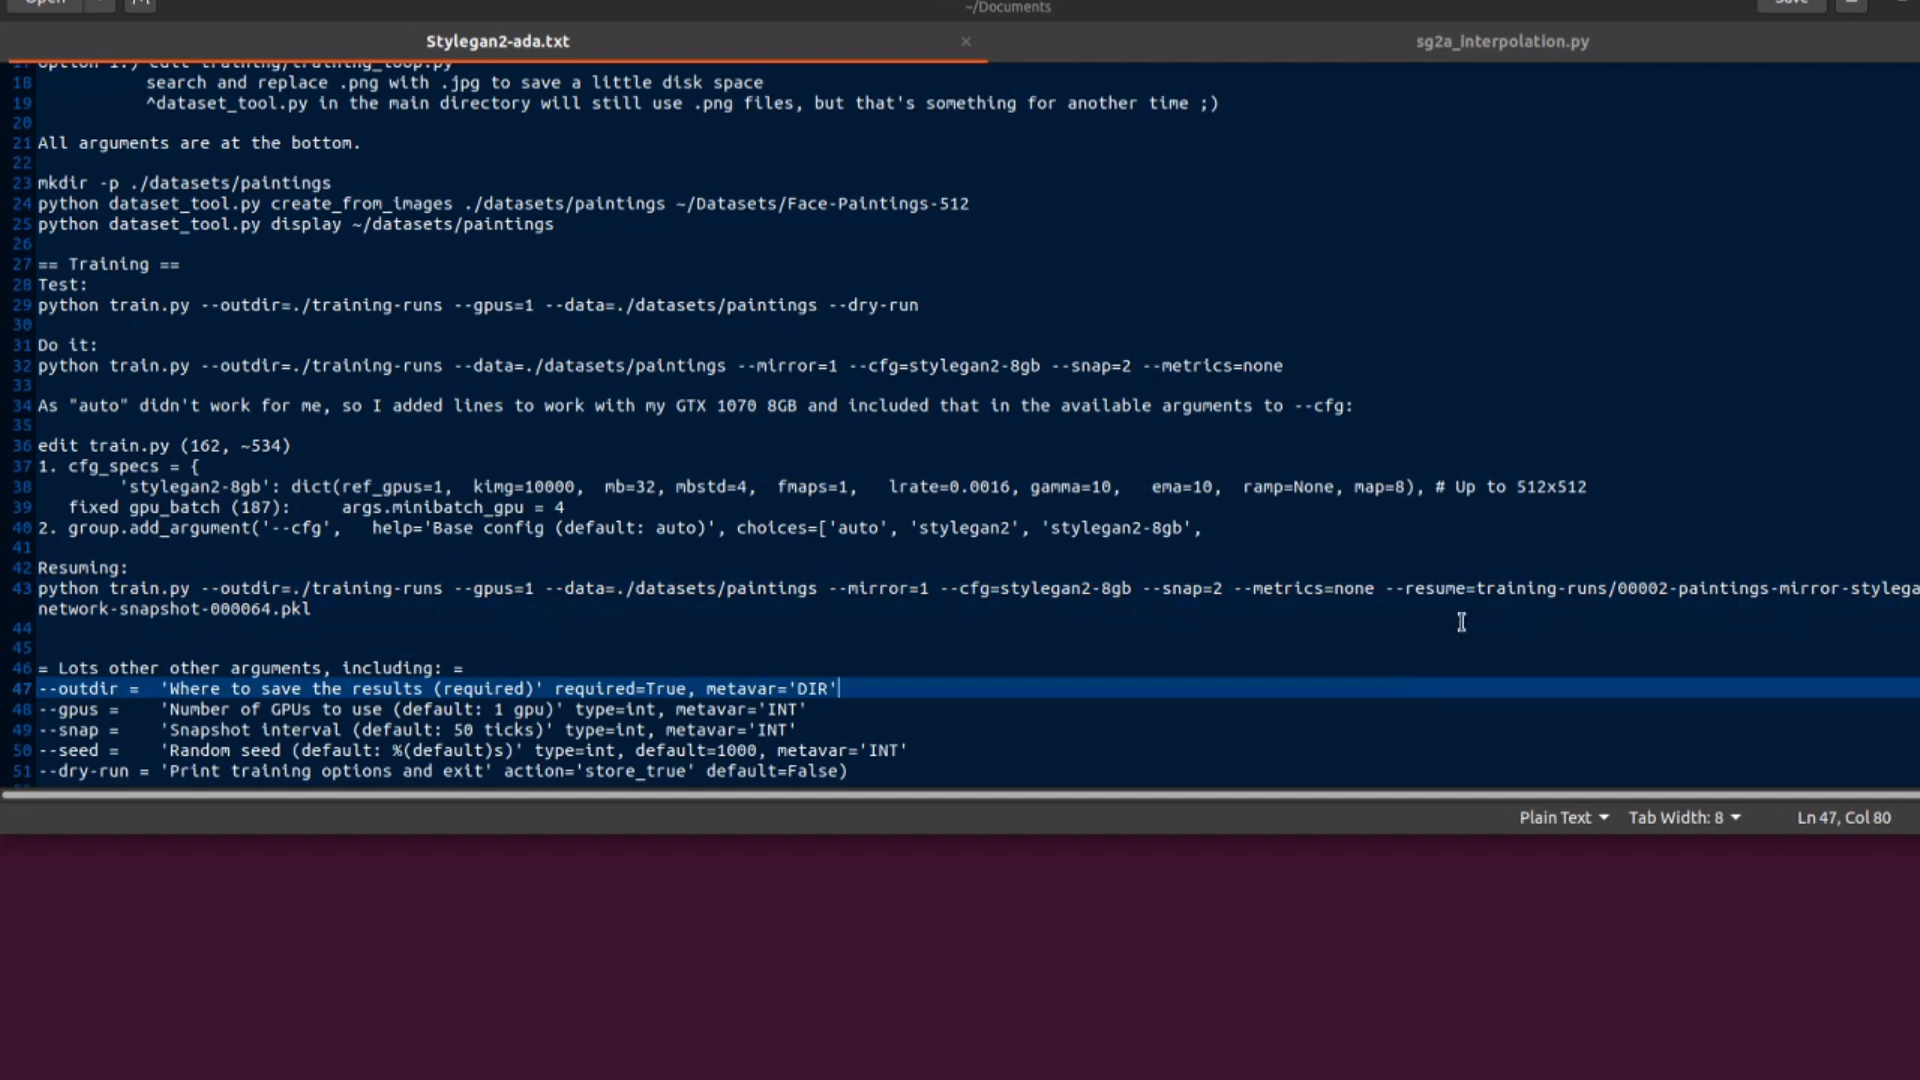 Open
~/Documents
Save
Stylegan2-ada.txt
sg2a_interpolation.py
17 option 1.) edit training/training_loop.py
18 search and replace .png with .jpg to save a little disk space
19 ^dataset_tool.py in the main directory will still use .png files, but that's something for another time ;)
20
21 All arguments are at the bottom.
22
23 mkdir -p ./datasets/paintings
24 python dataset_tool.py create_from_images ./datasets/paintings ~/Datasets/Face-Paintings-512
25 python dataset_tool.py display ~/datasets/paintings
26
27 == Training ==
28 Test:
29 python train.py --outdir=./training-runs --gpus=1 --data=./datasets/paintings --dry-run
30
31 Do it:
32 python train.py --outdir=./training-runs --data=./datasets/paintings --mirror=1 --cfg=stylegan2-8gb --snap=2 --metrics=none
33
34 As "auto" didn't work for me, so I added lines to work with my GTX 1070 8GB and included that in the available arguments to --cfg:
35
36 edit train.py (162, ~534)
37 1. cfg_specs = {
38 'stylegan2-8gb': dict(ref_gpus=1, kimg=10000, mb=32, mbstd=4, fmaps=1, lrate=0.0016, gamma=10, ema=10, ramp=None, map=8), # Up to 512x512
39 fixed gpu_batch (187): args.minibatch_gpu = 4
40 2. group.add_argument('--cfg', help='Base config (default: auto)', choices=['auto', 'stylegan2', 'stylegan2-8gb',
41
42 Resuming:
43 python train.py --outdir=./training-runs --gpus=1 --data=./datasets/paintings --mirror=1 --cfg=stylegan2-8gb --snap=2 --metrics=none --resume=training-runs/00002-paintings-mirror-stylega
network-snapshot-000064.pkl
44
45
46 = Lots other other arguments, including: =
47 --outdir = 'Where to save the results (required)' required=True, metavar='DIR'
48 --gpus = 'Number of GPUs to use (default: 1 gpu)' type=int, metavar='INT'
49 --snap = 'Snapshot interval (default: 50 ticks)' type=int, metavar='INT'
50 --seed = 'Random seed (default: %(default)s)' type=int, default=1000, metavar='INT'
51 --dry-run = 'Print training options and exit' action='store_true' default=False)
Plain Text
Tab Width: 8
Ln 47, Col 80